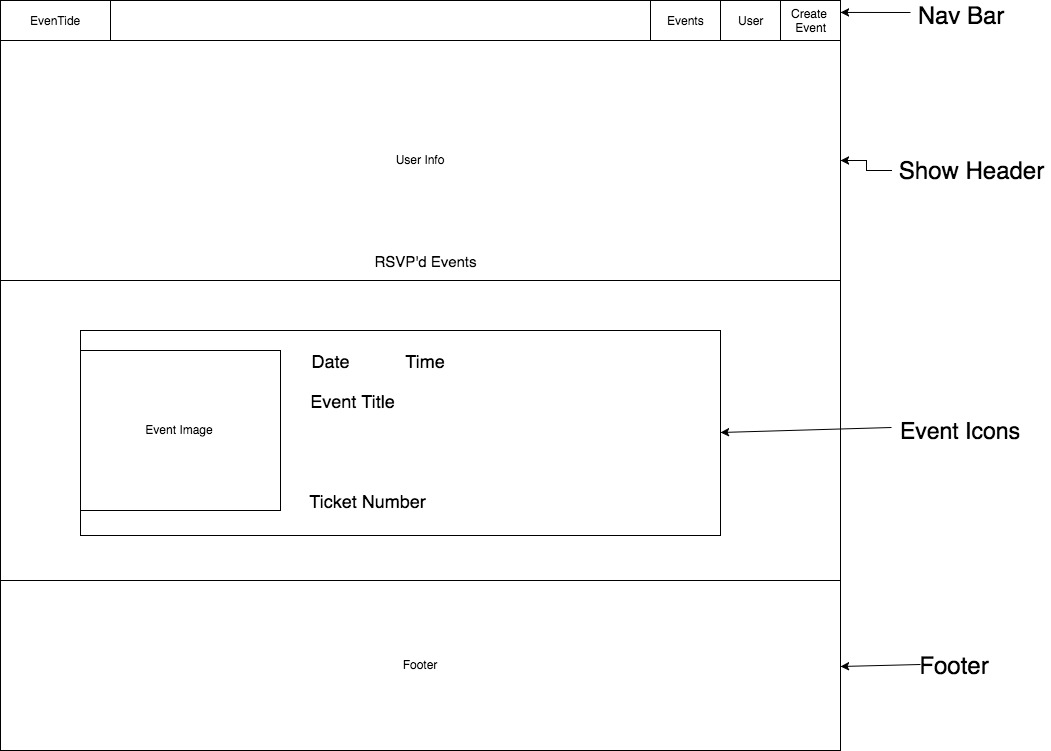 EvenTide
Events
User
Create
Event
Nav Bar
User Info
Show Header
RSVP'd Events
Date
Time
Event Title
Event Image
Event Icons
Ticket Number
Footer
Footer